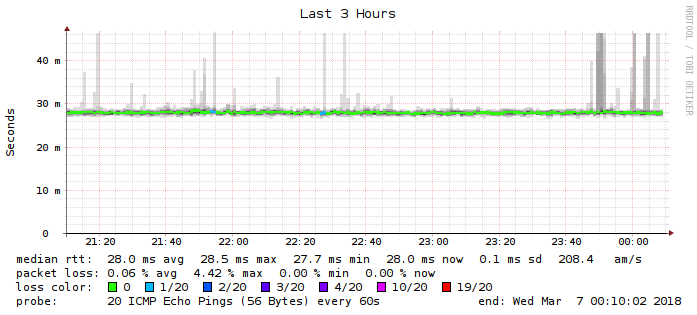 Last 3 Hours
RRDTOOL / TOBI OETIKER
Seconds
40 m
30 m
20 m
10 m
0
21:20 21:40 22:00 22:20 22:40 23:00 23:20 23:40 00:00
median rtt: 28.0 ms avg 28.5 ms max 27.7 ms min 28.0 ms now 0.1 ms sd 208.4 am/s
packet loss: 0.06 % avg 4.42 % max 0.00 % min 0.00 % now
loss color: 0 1/20 2/20 3/20 4/20 10/20 19/20
probe: 20 ICMP Echo Pings (56 Bytes) every 60s end: Wed Mar 7 00:10:02 2018